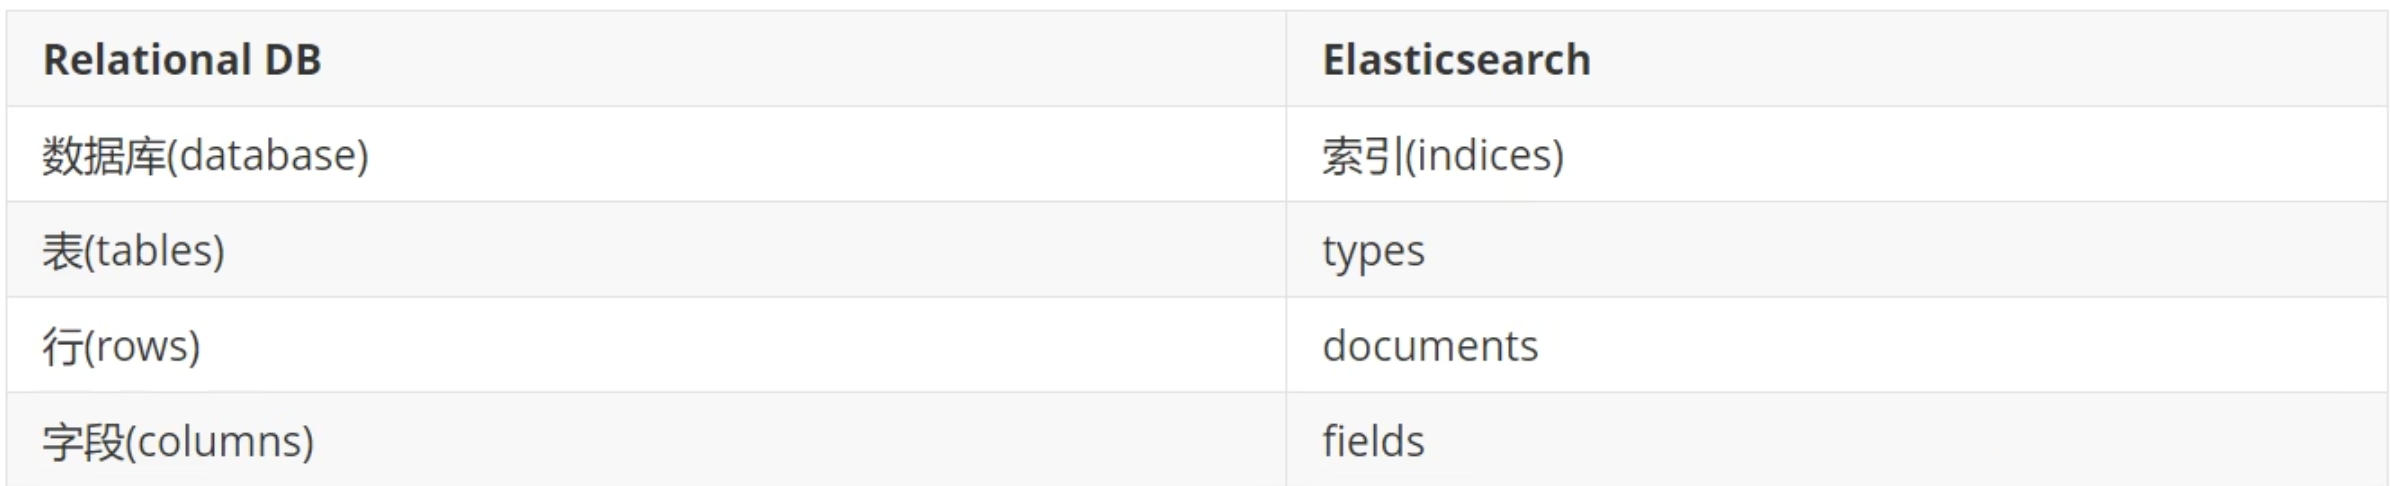 Relational DB Elasticsearch
数据库(database) 索引(indices)
表(tables) types
行(rows) documents
字段(columns) fields